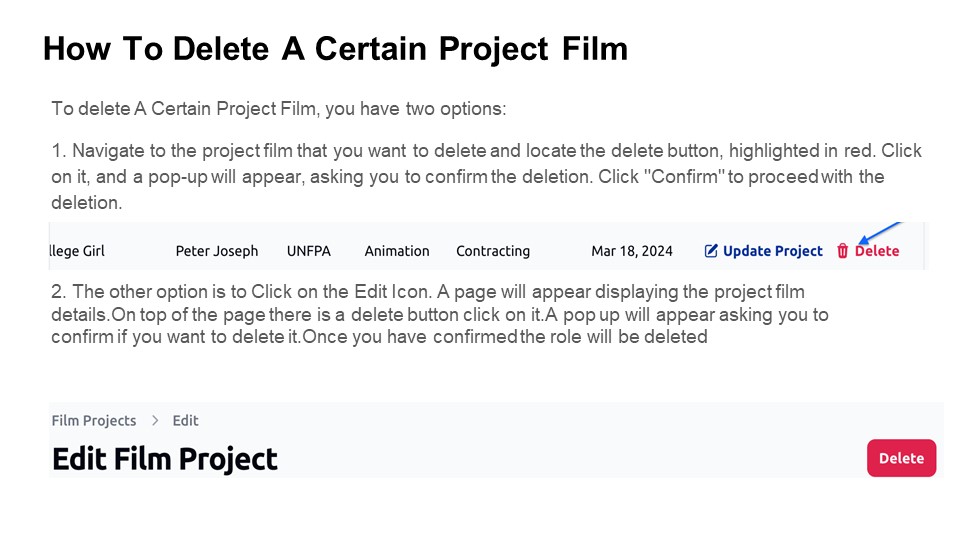 How To Delete A Certain Project Film
To delete A Certain Project Film, you have two options:
1. Navigate to the project film that you want to delete and locate the delete button, highlighted in red. Click
on it, and a pop-up will appear, asking you to confirm the deletion. Click "Confirm" to proceed with the
deletion.
llege Girl Peter Joseph UNFPA Animation Contracting Mar 18, 2024 Update Project Delete
2. The other option is to Click on the Edit Icon. A page will appear displaying the project film
details.On top of the page there is a delete button click on it.A pop up will appear asking you to
confirm if you want to delete it.Once you have confirmed the role will be deleted
Film Projects > Edit
Edit Film Project Delete